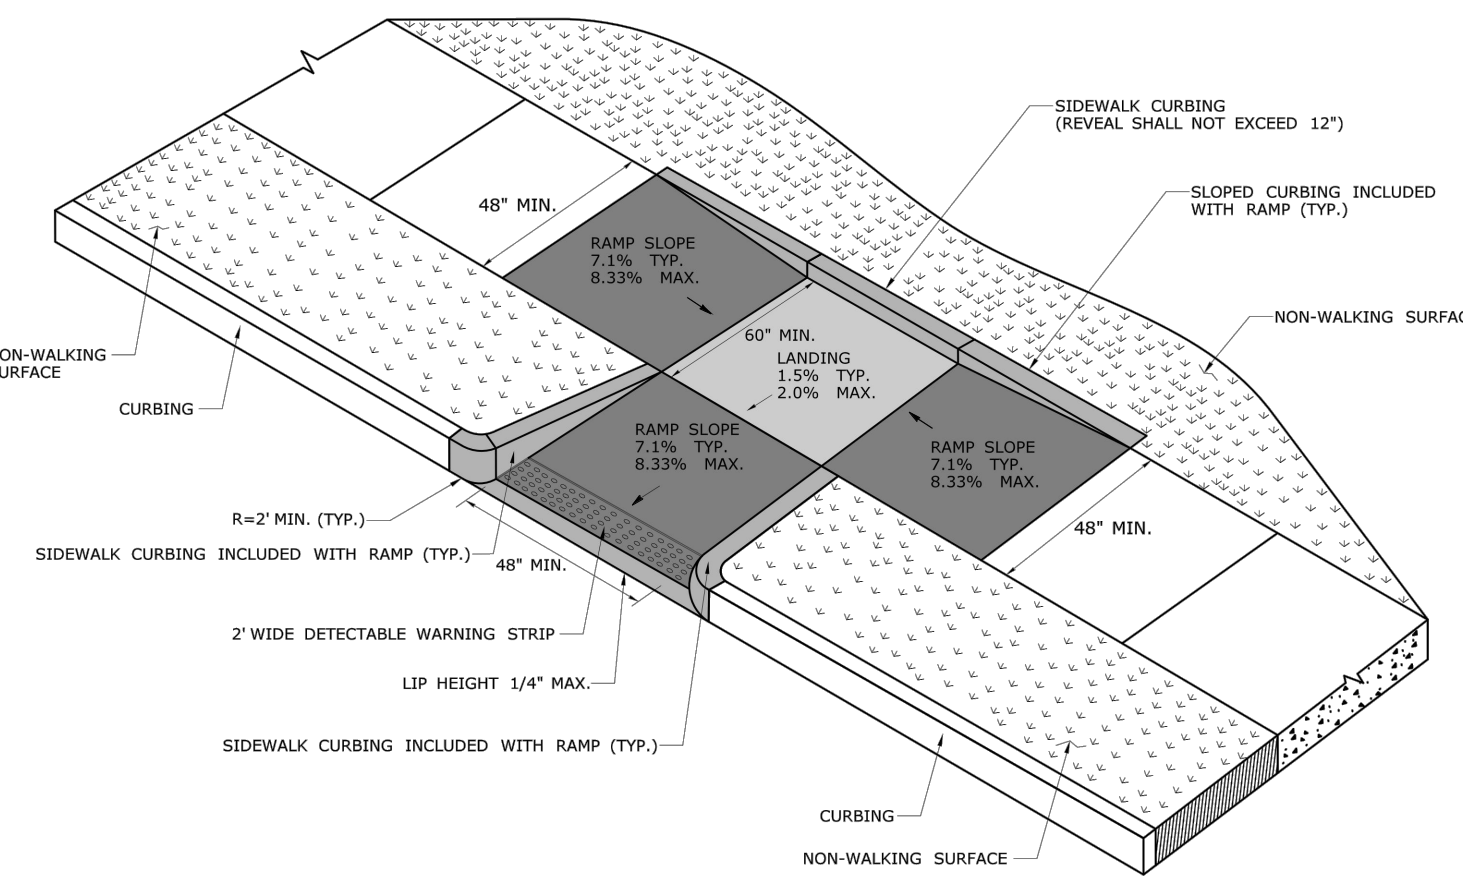 SIDEWALK CURBING
(REVEAL SHALL NOT EXCEED 12")
SLOPED CURBING INCLUDED
WITH RAMP (TYP.)
48" MIN.
RAMP SLOPE
7.1% TYP.
8.33% MAX.
NON-WALKING SURFAC
60" MIN.
LANDING
1.5% TYP.
2.0% MAX.
ON-WALKING
URFACE
CURBING
RAMP SLOPE
7.1% TYP.
8.33% MAX.
RAMP SLOPE
7.1% TYP.
8.33% MAX.
48" MIN.
R=2' MIN. (TYP.)
SIDEWALK CURBING INCLUDED WITH RAMP (TYP.)
48" MIN.
2' WIDE DETECTABLE WARNING STRIP
LIP HEIGHT 1/4" MAX.
SIDEWALK CURBING INCLUDED WITH RAMP (TYP.)
CURBING
NON-WALKING SURFACE